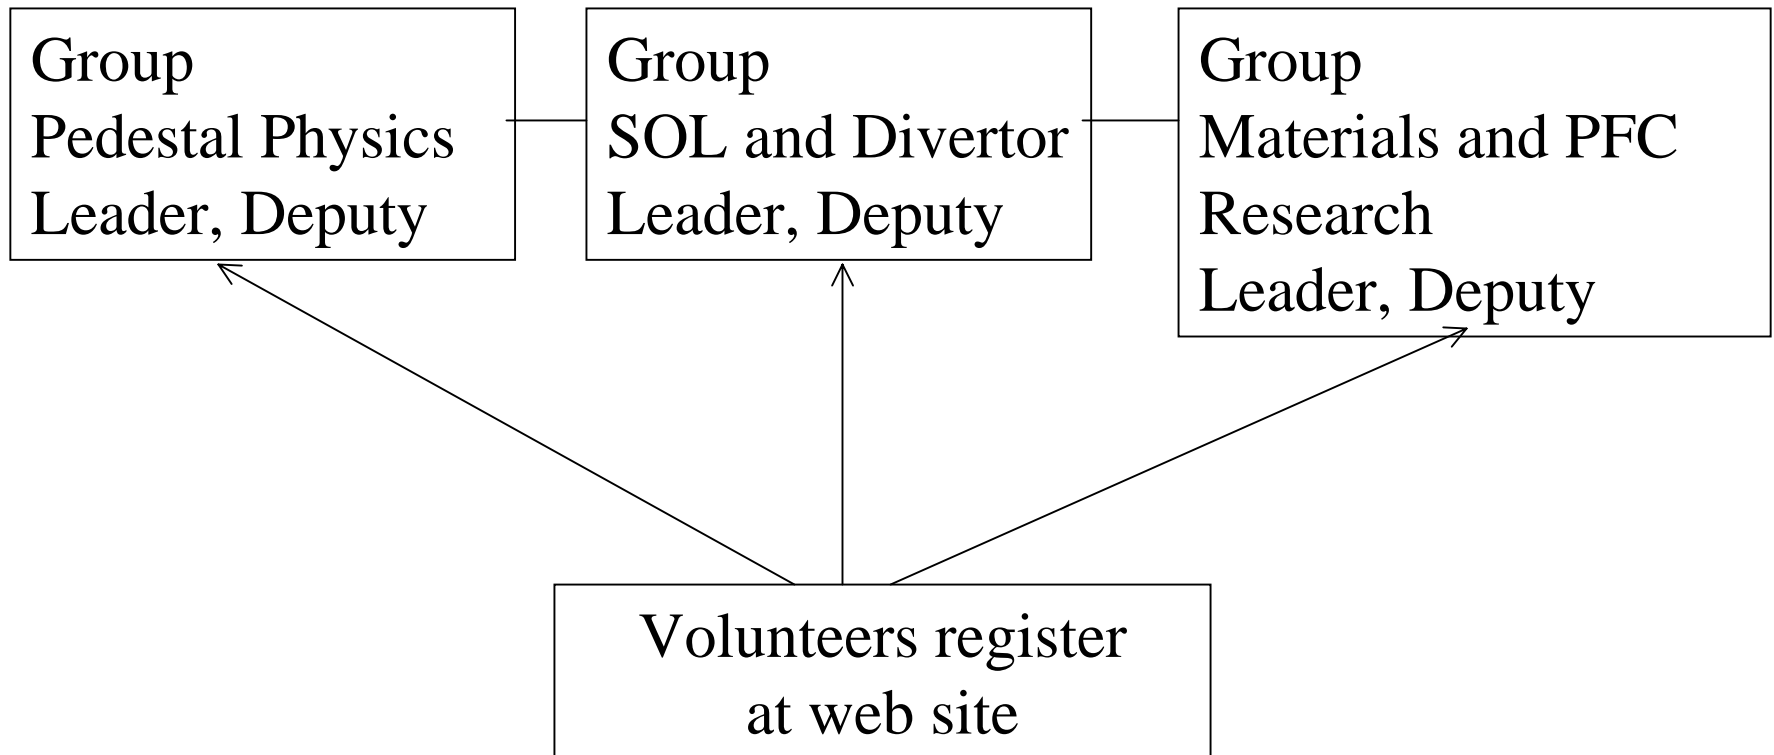 Group
Pedestal Physics
Leader, Deputy
Group
SOL and Divertor
Leader, Deputy
Group
Materials and PFC
Research
Leader, Deputy
Volunteers register
at web site